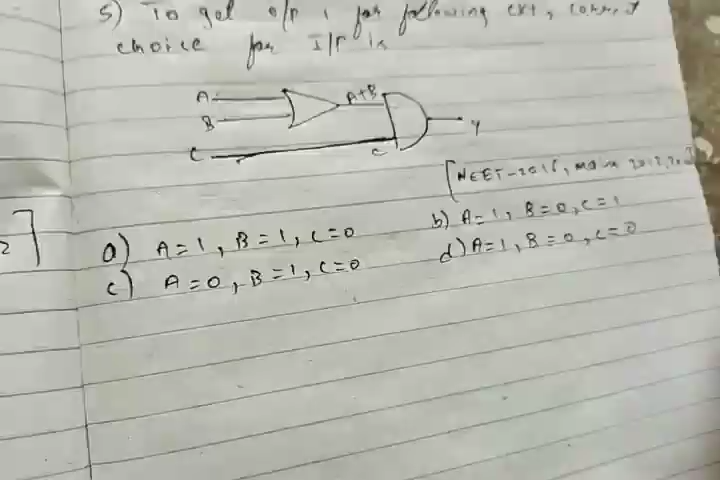 5) To get o/p 1 for following ckt, correct
choice for I/P is
A
B
A+B
C
C
Y
[NEET-2016, main 2012,
2]
a) A=1, B=1, C=0
b) A=1, B=0, C=1
c) A=0, B=1, C=0
d) A=1, B=0, C=0